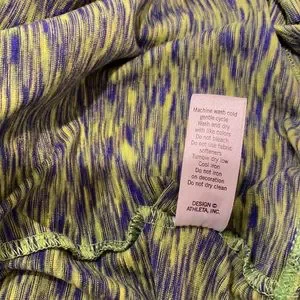 Machine wash cold
gentle cycle
Wash and dry
with like colors
Do not bleach
Do not use fabric
softeners
Tumble dry low
Cool iron
Do not iron
on decoration
Do not dry clean
DESIGN ©
ATHLETA, INC.